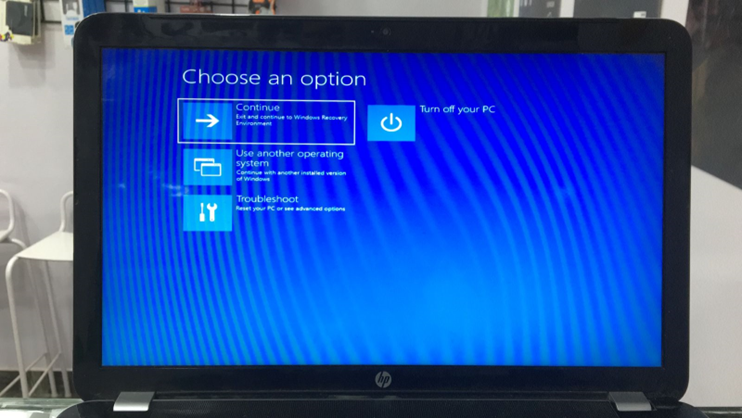 Choose an option
Continue
Exit and continue to Windows Recovery
Environment
Turn off your PC
Use another operating
system
Continue with another installed version
of Windows
Troubleshoot
Reset your PC or see advanced options
hp